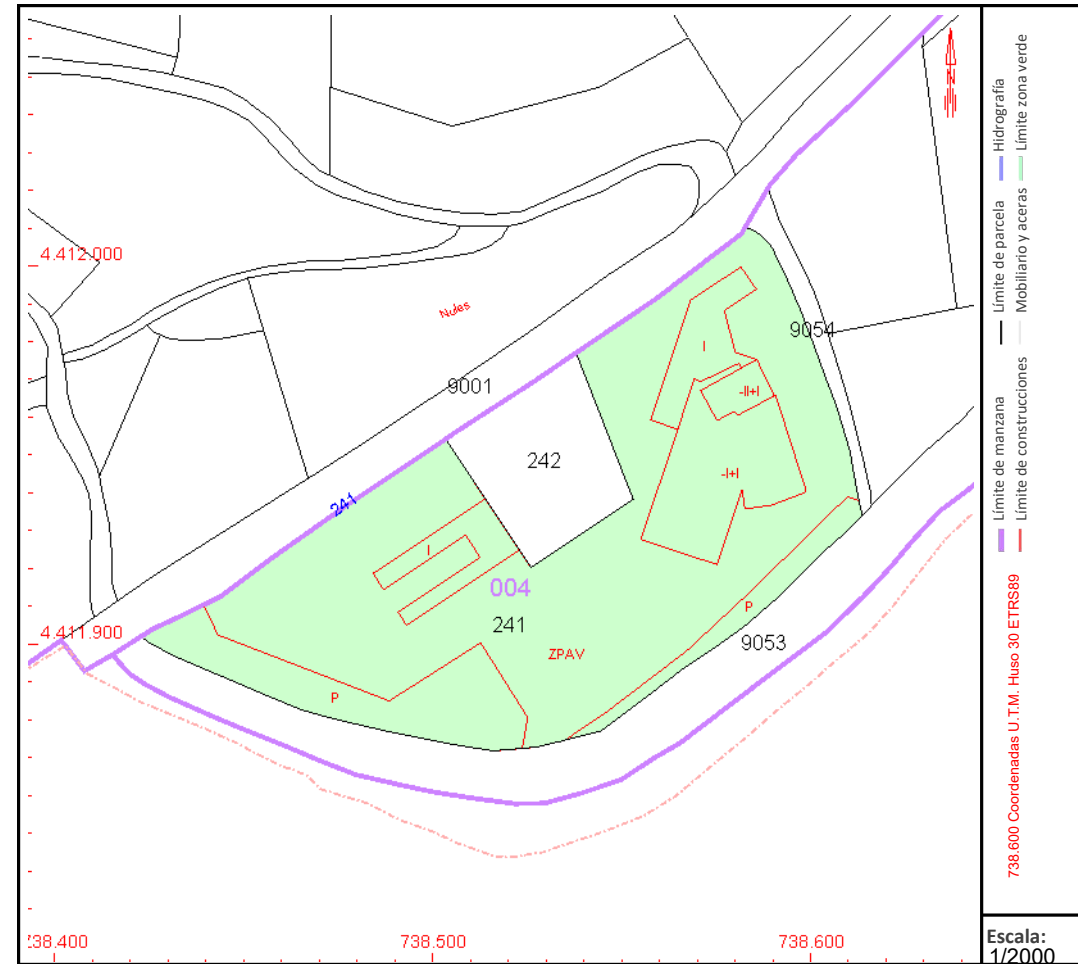 4.412.000
Nules
9001
9054
I
-II+I
242
-I+I
241
I
004
241
4.411.900
ZPAV
P
9053
P
738.400
738.500
738.600
N
Hidrografía
Límite zona verde
Límite de parcela
Mobiliario y aceras
Límite de manzana
Límite de construcciones
738.600 Coordenadas U.T.M. Huso 30 ETRS89
Escala:
1/2000